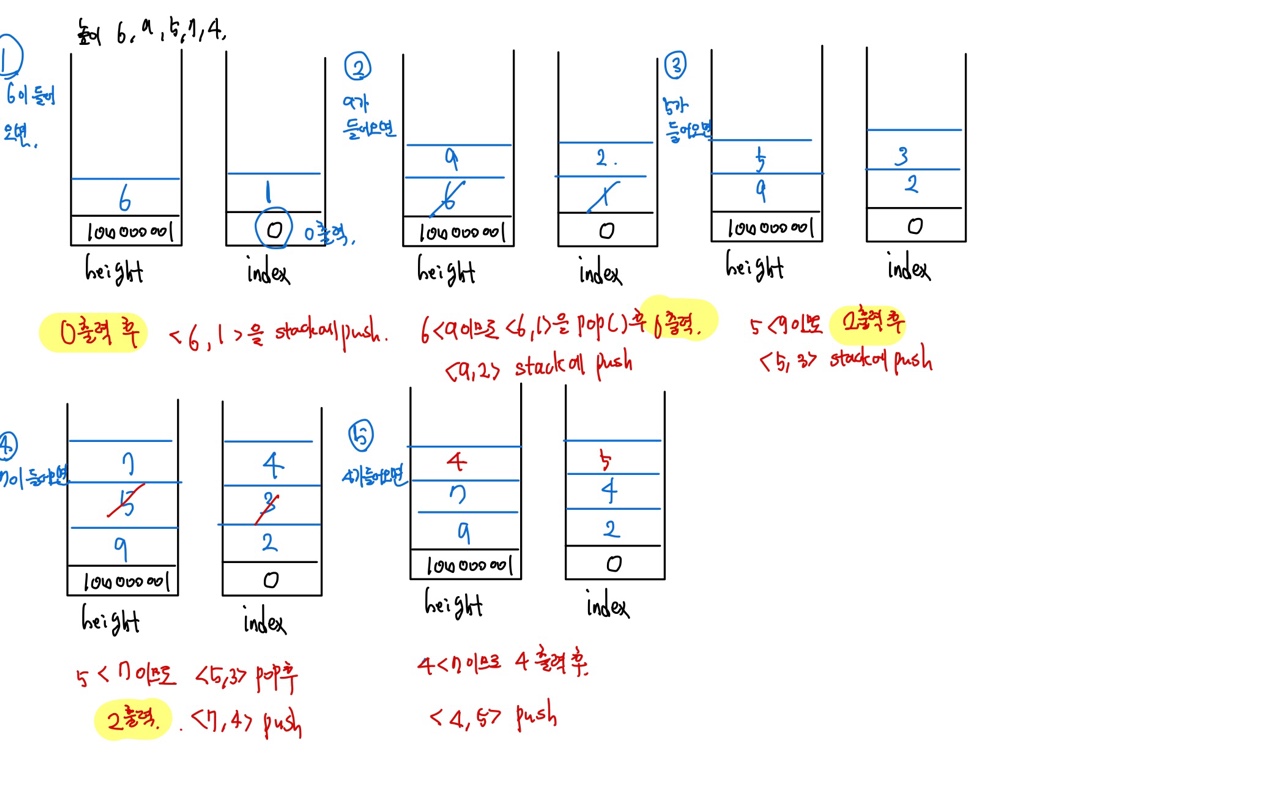 높이 6, 9, 5, 7, 4.
①
6이 들어
오면.
6
100000001
height
1
0
0출력.
index
0출력 후 <6, 1>을 stack에 push.
②
9가
들어오면
9
6
100000001
height
2.
1
0
index
6<9이므로 <6,1>을 pop()후 0출력.
<9,2> stack에 push
③
5가
들어오면
5
9
100000001
height
3
2
0
index
5<9이므로 2출력 후
<5, 3> stack에 push
④
7이 들어오면
7
5
9
100000001
height
4
3
2
0
index
5<7이므로 <5,3> pop후
2출력. <7,4> push
⑤
4가들어오면
4
7
9
100000001
height
5
4
2
0
index
4<7이므로 4출력 후.
<4, 5> push